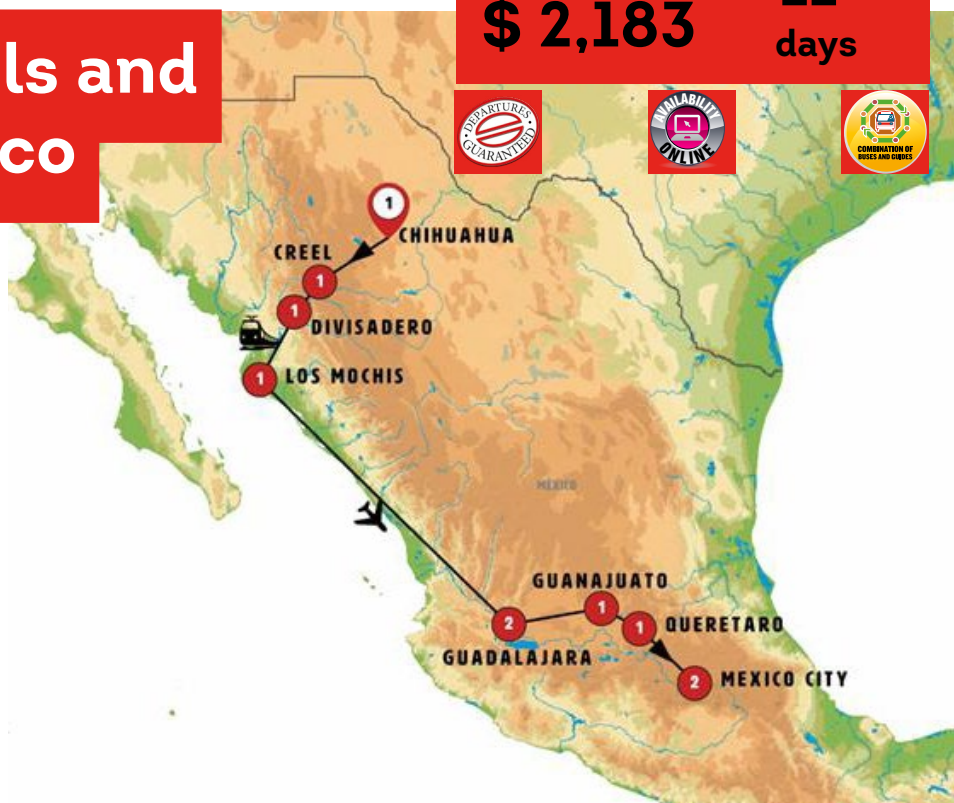 ls and
co
$ 2,183
days
DEPARTURES
GUARANTEED
AVAILABILITY
ONLINE
COMBINATION OF
BUSES AND GUIDES
1
CHIHUAHUA
CREEL
1
1
DIVISADERO
1
LOS MOCHIS
MÉXICO
GUANAJUATO
1
2
1
QUERETARO
GUADALAJARA
2
MEXICO CITY